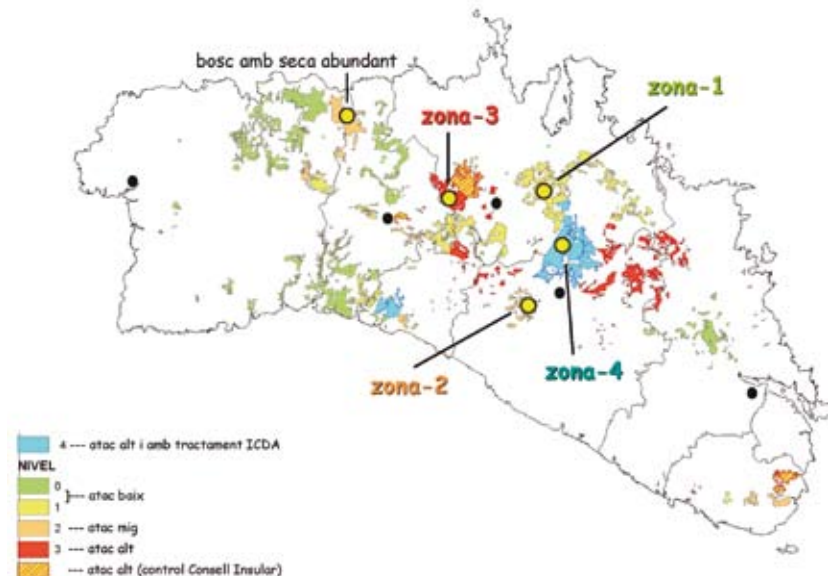 bosc amb seca abundant
zona-1
zona-3
zona-2
zona-4
4 --- atac alt i amb tractament ICDA
NIVEL
0
1
--- atac baix
2 --- atac mig
3 --- atac alt
--- atac alt (control Consell Insular)